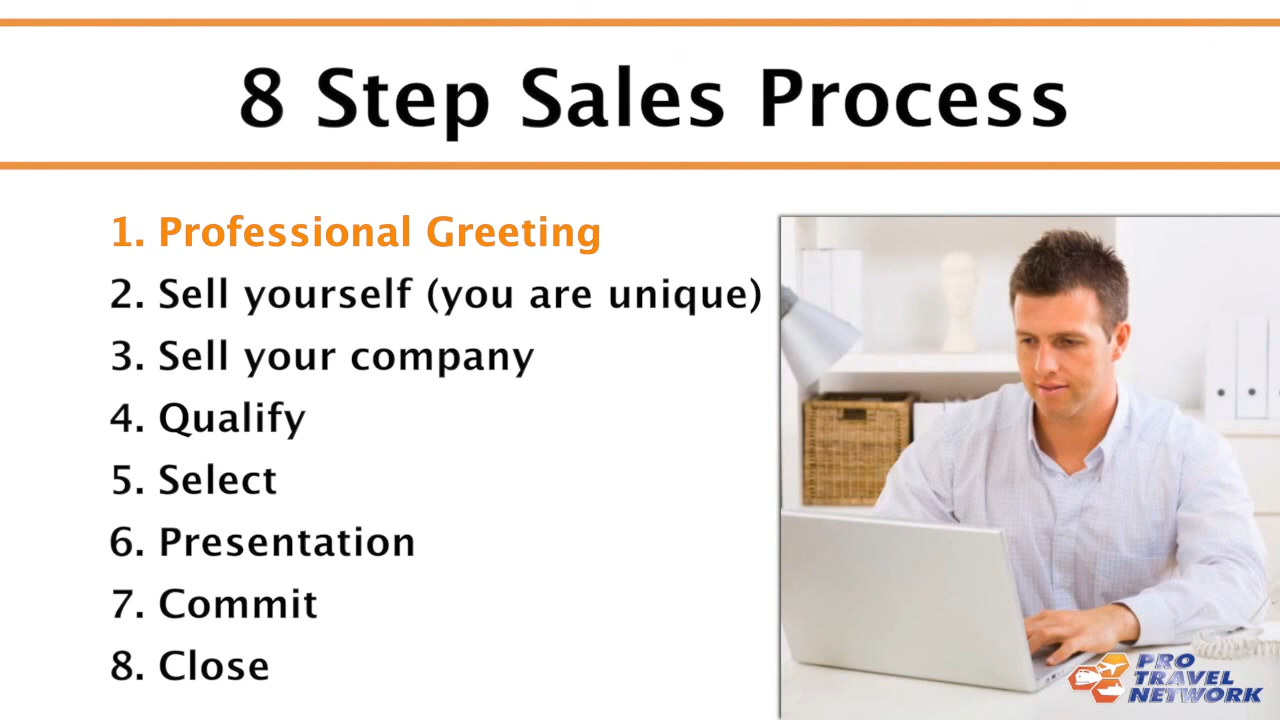 8 Step Sales Process
1. Professional Greeting
2. Sell yourself (you are unique)
3. Sell your company
4. Qualify
5. Select
6. Presentation
7. Commit
8. Close
PRO
TRAVEL
NETWORK